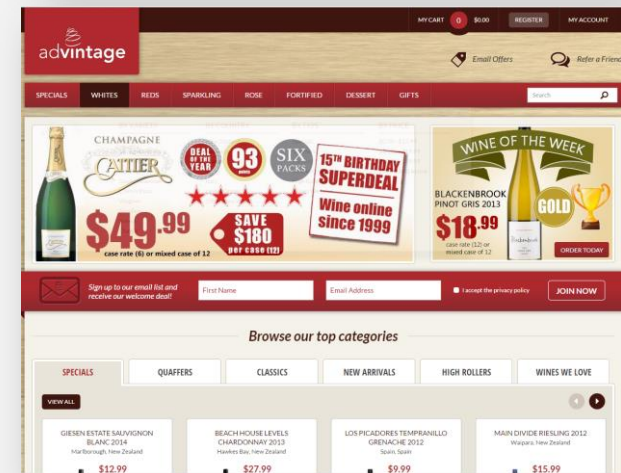 MY CART 0 $0.00 REGISTER MY ACCOUNT
advintage
Email Offers Refer a Friend
SPECIALS WHITES REDS SPARKLING ROSE FORTIFIED DESSERT GIFTS Search
CHAMPAGNE
CATTIER
DEAL
OF THE
YEAR
93
points
SIX
PACKS
15TH BIRTHDAY
SUPERDEAL
Wine online
since 1999
$49.99
case rate (6) or mixed case of 12
SAVE
$180
per case (12)
WINE OF THE WEEK
BLACKENBROOK
PINOT GRIS 2013
$18.99
case rate (12) or
mixed case of 12
GOLD
ORDER TODAY
Sign up to our email list and
receive our welcome deal!
First Name Email Address I accept the privacy policy JOIN NOW
Browse our top categories
SPECIALS QUAFFERS CLASSICS NEW ARRIVALS HIGH ROLLERS WINES WE LOVE
VIEW ALL
GIESEN ESTATE SAUVIGNON
BLANC 2014
Marlborough, New Zealand
$12.99
BEACH HOUSE LEVELS
CHARDONNAY 2013
Hawkes Bay, New Zealand
$27.99
LOS PICADORES TEMPRANILLO
GRENACHE 2012
Spain, Spain
$9.99
MAIN DIVIDE RIESLING 2012
Waipara, New Zealand
$15.99